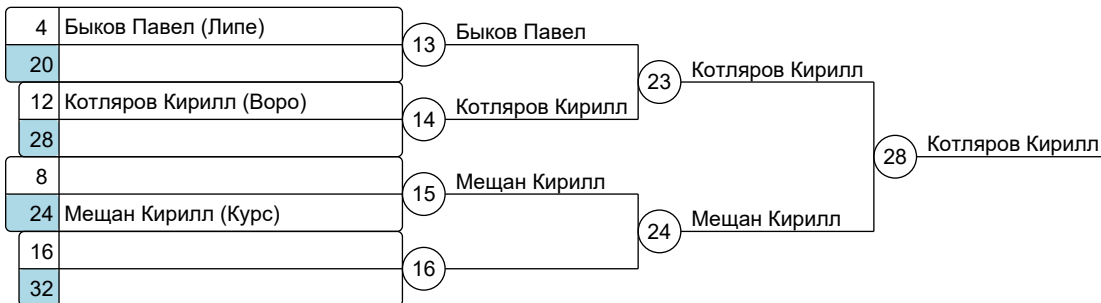 4 Быков Павел (Липе)
13 Быков Павел
20
23 Котляров Кирилл
12 Котляров Кирилл (Воро)
14 Котляров Кирилл
28
28 Котляров Кирилл
8
15 Мещан Кирилл
24 Мещан Кирилл (Курс)
24 Мещан Кирилл
16
16
32